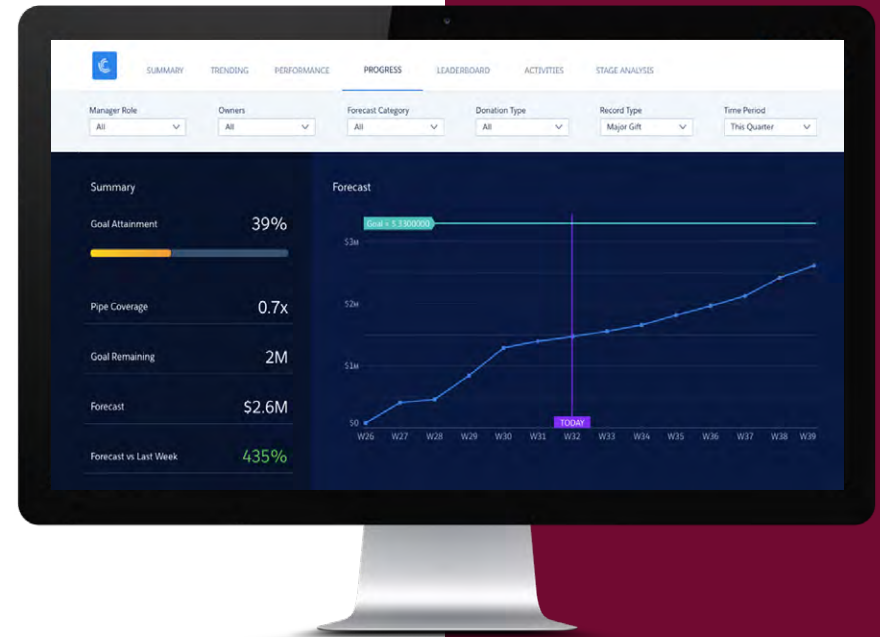 SUMMARY TRENDING PERFORMANCE PROGRESS LEADERBOARD ACTIVITIES STAGE ANALYSIS
Manager Role Owners Forecast Category Donation Type Record Type Time Period
All All All All Major Gift This Quarter
Summary
Goal Attainment 39%
Pipe Coverage 0.7x
Goal Remaining 2M
Forecast $2.6M
Forecast vs Last Week 435%
Forecast
Goal = $ 3300000
$3M
$2M
$1M
$0
TODAY
W26 W27 W28 W29 W30 W31 W32 W33 W34 W35 W36 W37 W38 W39